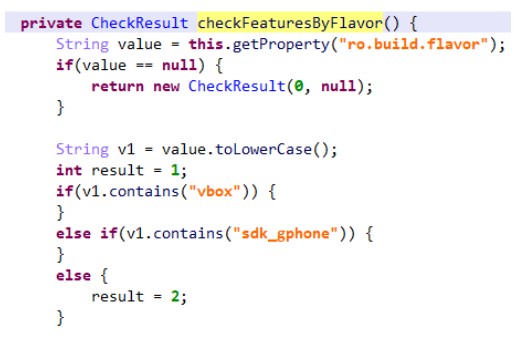 private CheckResult checkFeaturesByFlavor() {
    String value = this.getProperty("ro.build.flavor");
    if(value == null) {
        return new CheckResult(0, null);
    }

    String v1 = value.toLowerCase();
    int result = 1;
    if(v1.contains("vbox")) {
    }
    else if(v1.contains("sdk_gphone")) {
    }
    else {
        result = 2;
    }